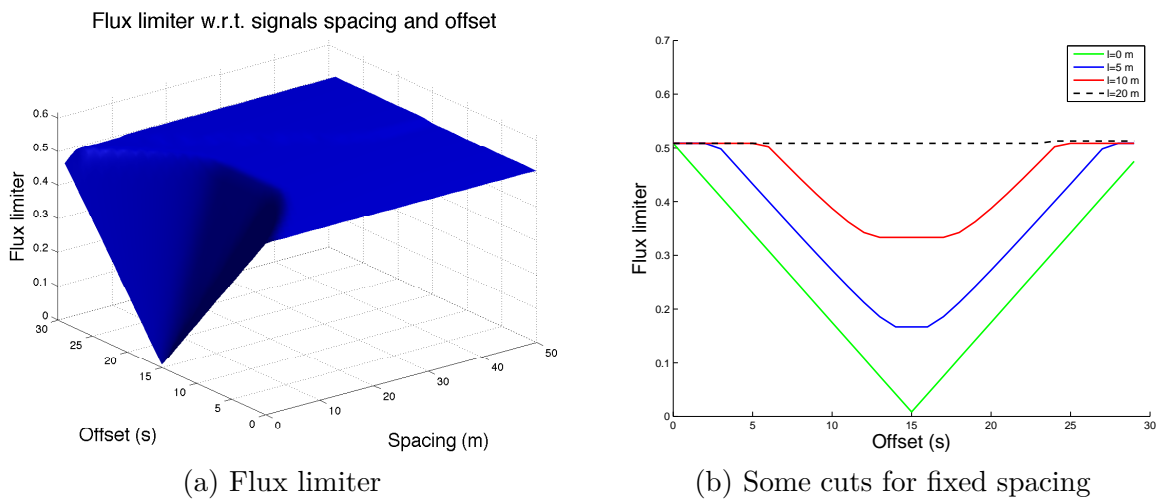 Flux limiter w.r.t. signals spacing and offset
Flux limiter
0.6
0.5
0.4
0.3
0.2
0.1
0
30
25
20
15
10
5
0
Offset (s)
0
10
20
30
40
50
Spacing (m)
(a) Flux limiter
Flux limiter
0.7
0.6
0.5
0.4
0.3
0.2
0.1
0
0
5
10
15
20
25
30
Offset (s)
l=0 m
l=5 m
l=10 m
l=20 m
(b) Some cuts for fixed spacing